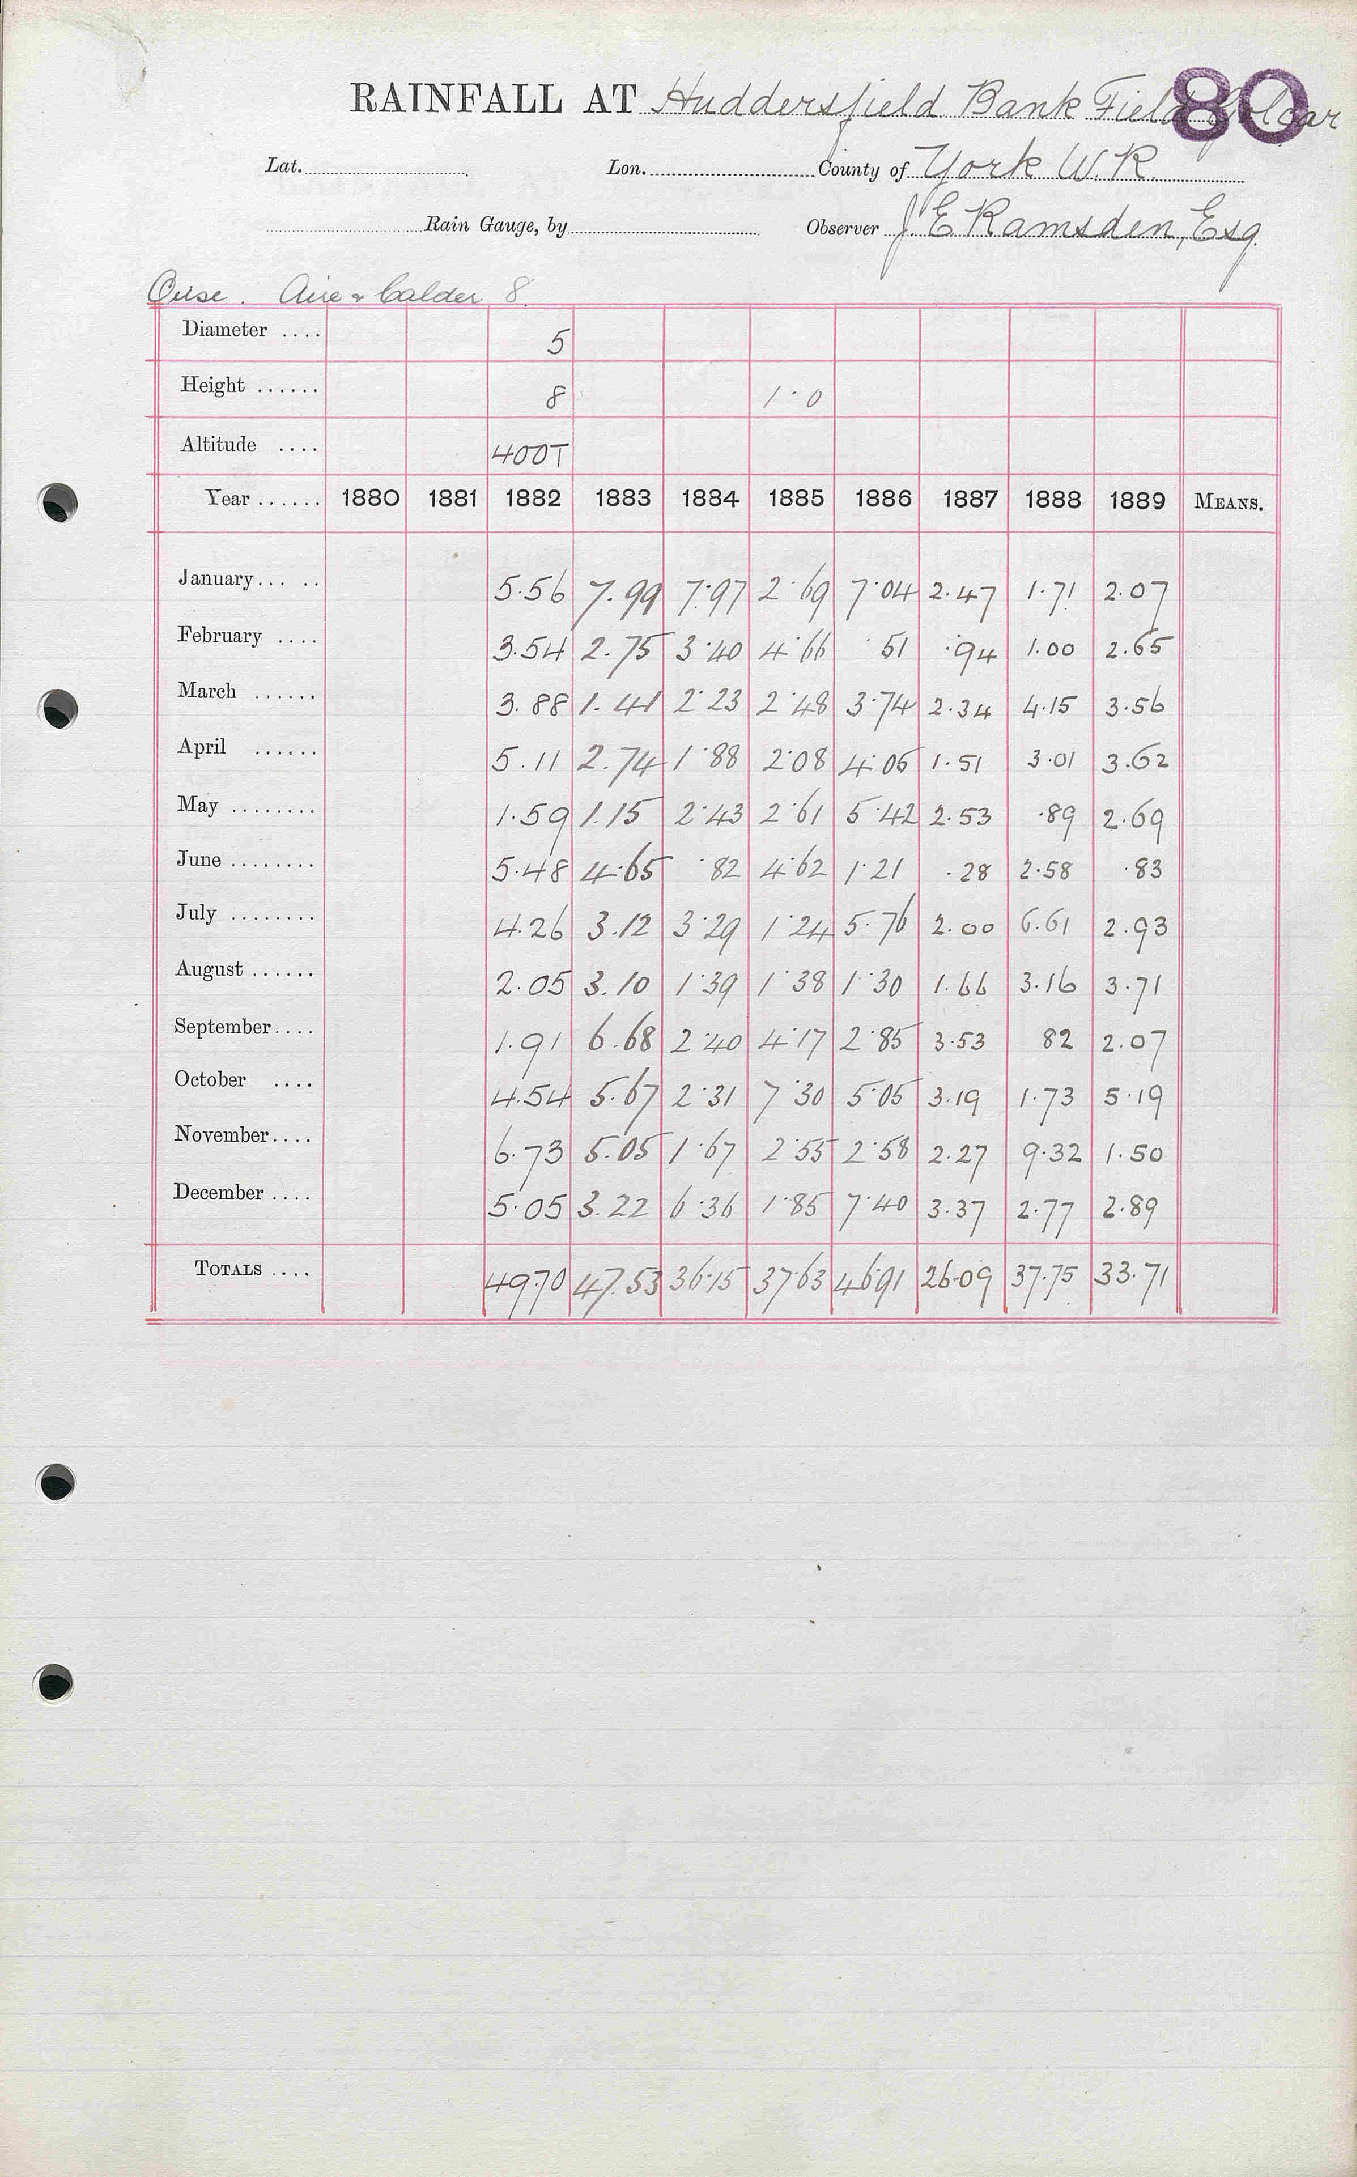 RAINFALL AT Huddersfield Bank Field Golcar
80
Lat. Lon. County of York W.R.
Rain Gauge, by Observer J E Ramsden, Esq
Ouse. Aire & Calder 8
Diameter .... 5
Height ...... 8 1·0
Altitude .... 400T
Year ...... 1880 1881 1882 1883 1884 1885 1886 1887 1888 1889 MEANS.
January... .. 5.56 7.99 7·97 2·69 7·04 2.47 1·71 2.07
February .... 3.54 2.75 3·40 4·66 ·51 ·94 1.00 2.65
March ...... 3.88 1.41 2·23 2·48 3·74 2.34 4.15 3.56
April ...... 5.11 2.74 1·88 2·08 4·05 1.51 3.01 3.62
May ........ 1.59 1.15 2·43 2·61 5·42 2.53 ·89 2.69
June ........ 5.48 4.65 ·82 4·62 1·21 .28 2.58 ·83
July ........ 4.26 3.12 3·29 1·24 5·76 2.00 6.61 2.93
August ...... 2.05 3.10 1·39 1·38 1·30 1.66 3.16 3.71
September.... 1.91 6.68 2·40 4·17 2·85 3.53 82 2.07
October .... 4.54 5.67 2·31 7·30 5·05 3.19 1.73 5.19
November.... 6.73 5.05 1·67 2·55 2·58 2.27 9.32 1.50
December .... 5.05 3.22 6·36 1·85 7·40 3.37 2.77 2.89
TOTALS .... 49.70 47.53 36·15 37·63 46·91 26.09 37.75 33.71